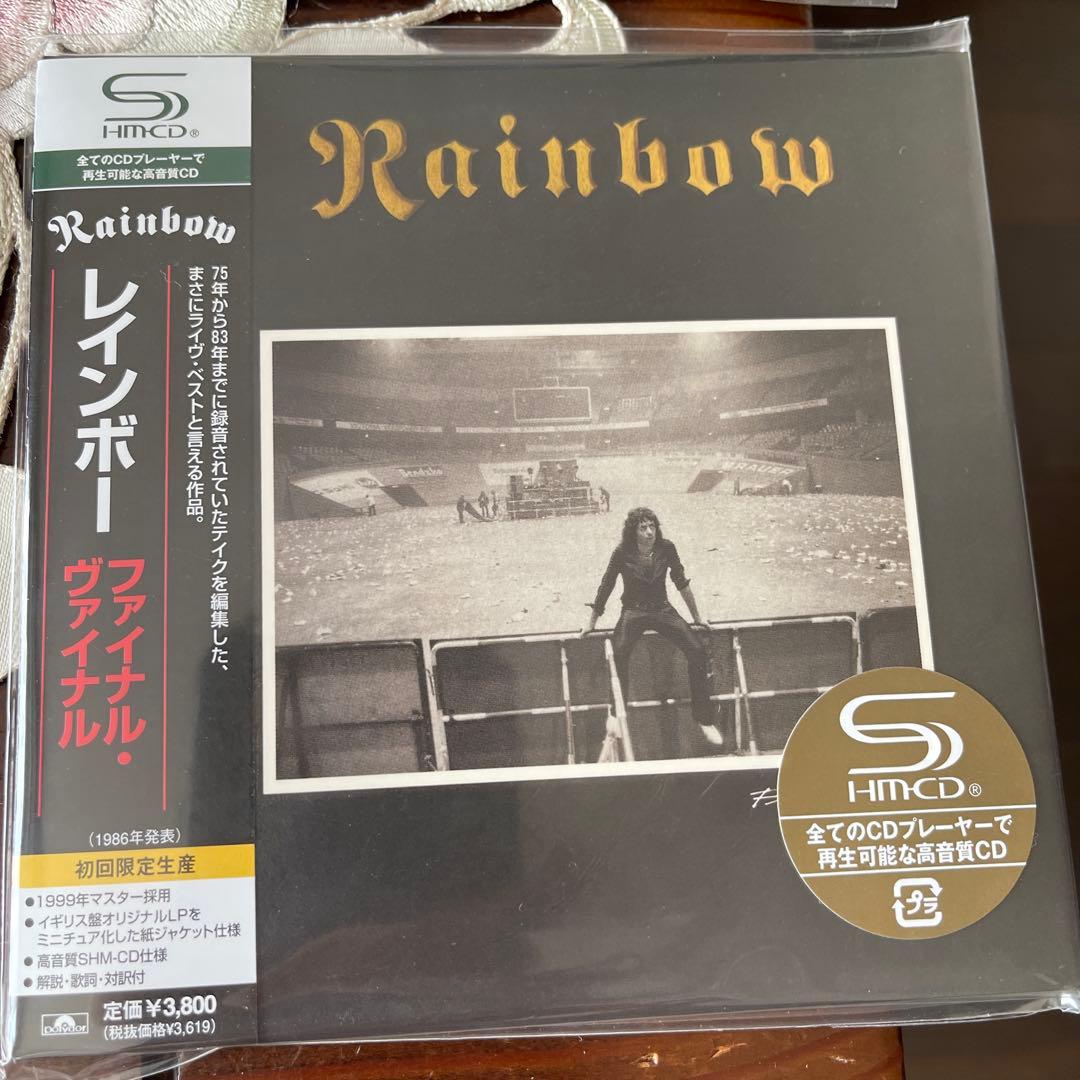 SHM-CD®
全てのCDプレーヤーで
再生可能な高音質CD
Rainbow
レインボー
ファイナル・
ヴァイナル
75年から83年までに録音されていたテイクを編集した、
まさにライヴ・ベストと言える作品。
(1986年発表)
初回限定生産
●1999年マスター採用
●イギリス盤オリジナルLPを
ミニチュア化した紙ジャケット仕様
●高音質SHM-CD仕様
●解説・歌詞・対訳付
polydor
定価¥3,800
(税抜価格¥3,619)
Rainbow
Bendzko
BRAUER
SHM-CD®
全てのCDプレーヤーで
再生可能な高音質CD
プラ